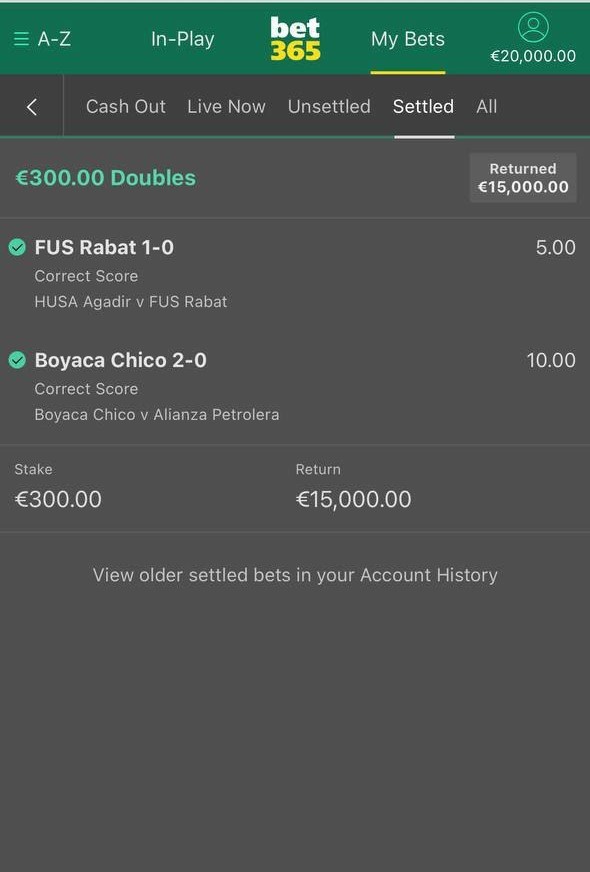 A-Z In-Play bet365 My Bets €20,000.00
Cash Out Live Now Unsettled Settled All
€300.00 Doubles
Returned
€15,000.00
FUS Rabat 1-0 5.00
Correct Score
HUSA Agadir v FUS Rabat
Boyaca Chico 2-0 10.00
Correct Score
Boyaca Chico v Alianza Petrolera
Stake Return
€300.00 €15,000.00
View older settled bets in your Account History